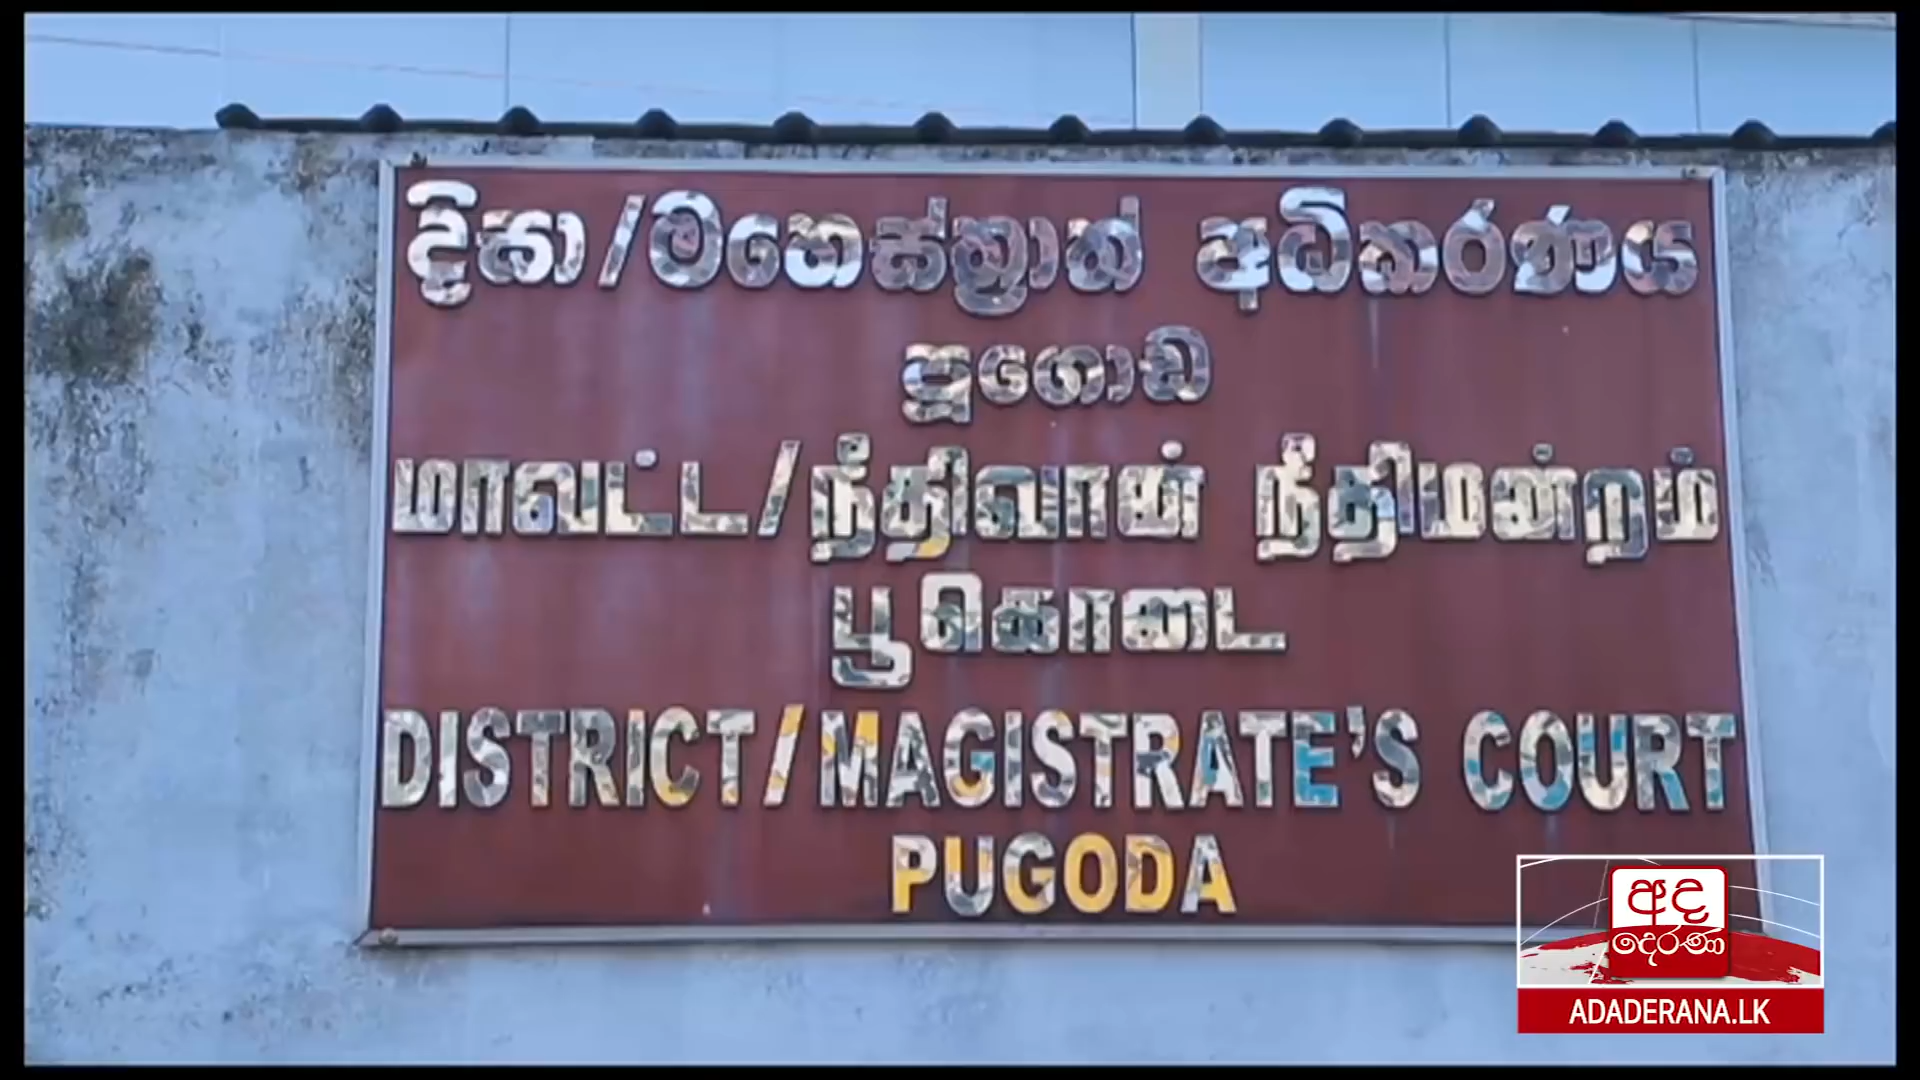 දිසා/මහෙස්ත්‍රාත් අධිකරණය
පූගොඩ
மாவட்ட/நீதிவான் நீதிமன்றம்
பூகொடை
DISTRICT/MAGISTRATE'S COURT
PUGODA
අද
දෙරණ
ADADERANA.LK